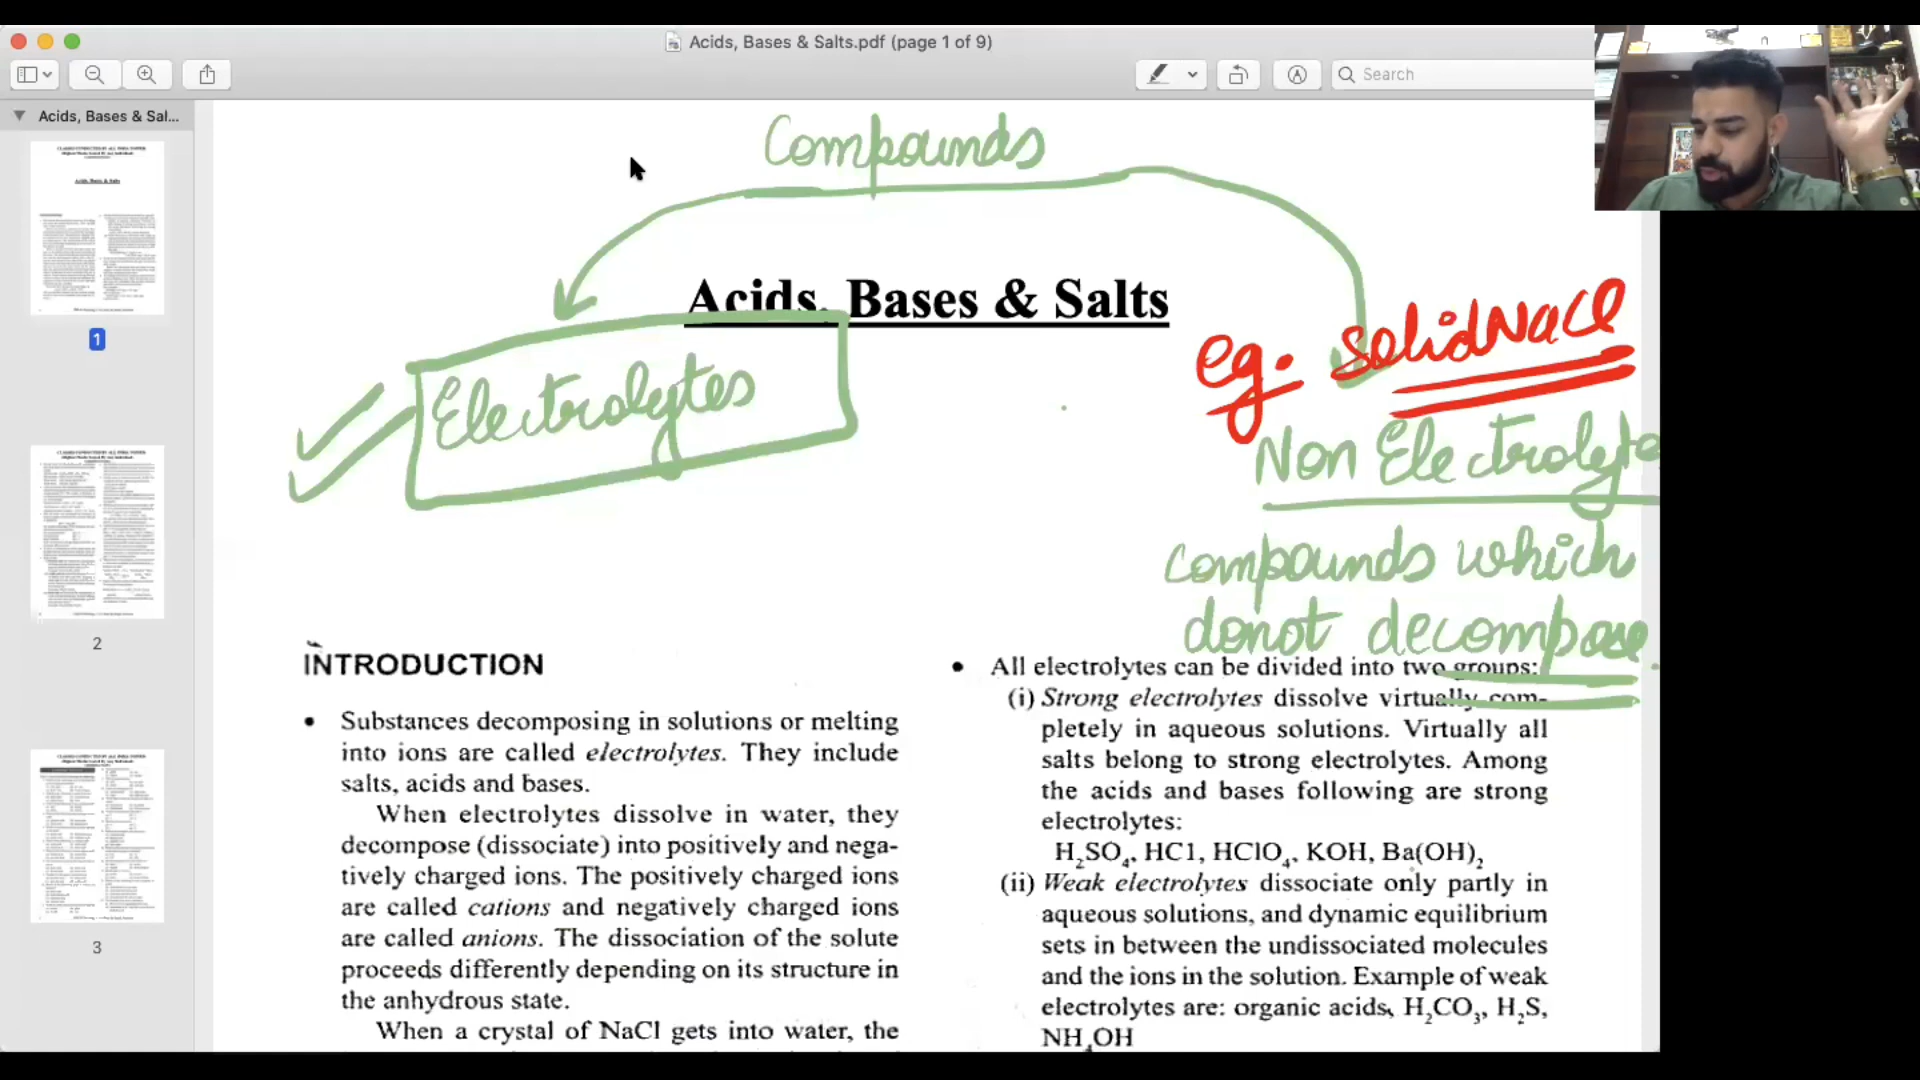 Acids, Bases & Salts.pdf (page 1 of 9)
Search
Acids, Bases & Sal...
1
2
3
Compounds
Acids, Bases & Salts
eg. Solid NaCl
Electrolytes
Non Electrolyte
compounds which
donot decompose.
INTRODUCTION
• Substances decomposing in solutions or melting
into ions are called electrolytes. They include
salts, acids and bases.
When electrolytes dissolve in water, they
decompose (dissociate) into positively and nega-
tively charged ions. The positively charged ions
are called cations and negatively charged ions
are called anions. The dissociation of the solute
proceeds differently depending on its structure in
the anhydrous state.
When a crystal of NaCl gets into water, the
• All electrolytes can be divided into two groups:
(i) Strong electrolytes dissolve virtually com-
pletely in aqueous solutions. Virtually all
salts belong to strong electrolytes. Among
the acids and bases following are strong
electrolytes:
H₂SO₄, HC1, HClO₄, KOH, Ba(OH)₂
(ii) Weak electrolytes dissociate only partly in
aqueous solutions, and dynamic equilibrium
sets in between the undissociated molecules
and the ions in the solution. Example of weak
electrolytes are: organic acids, H₂CO₃, H₂S,
NH₄OH